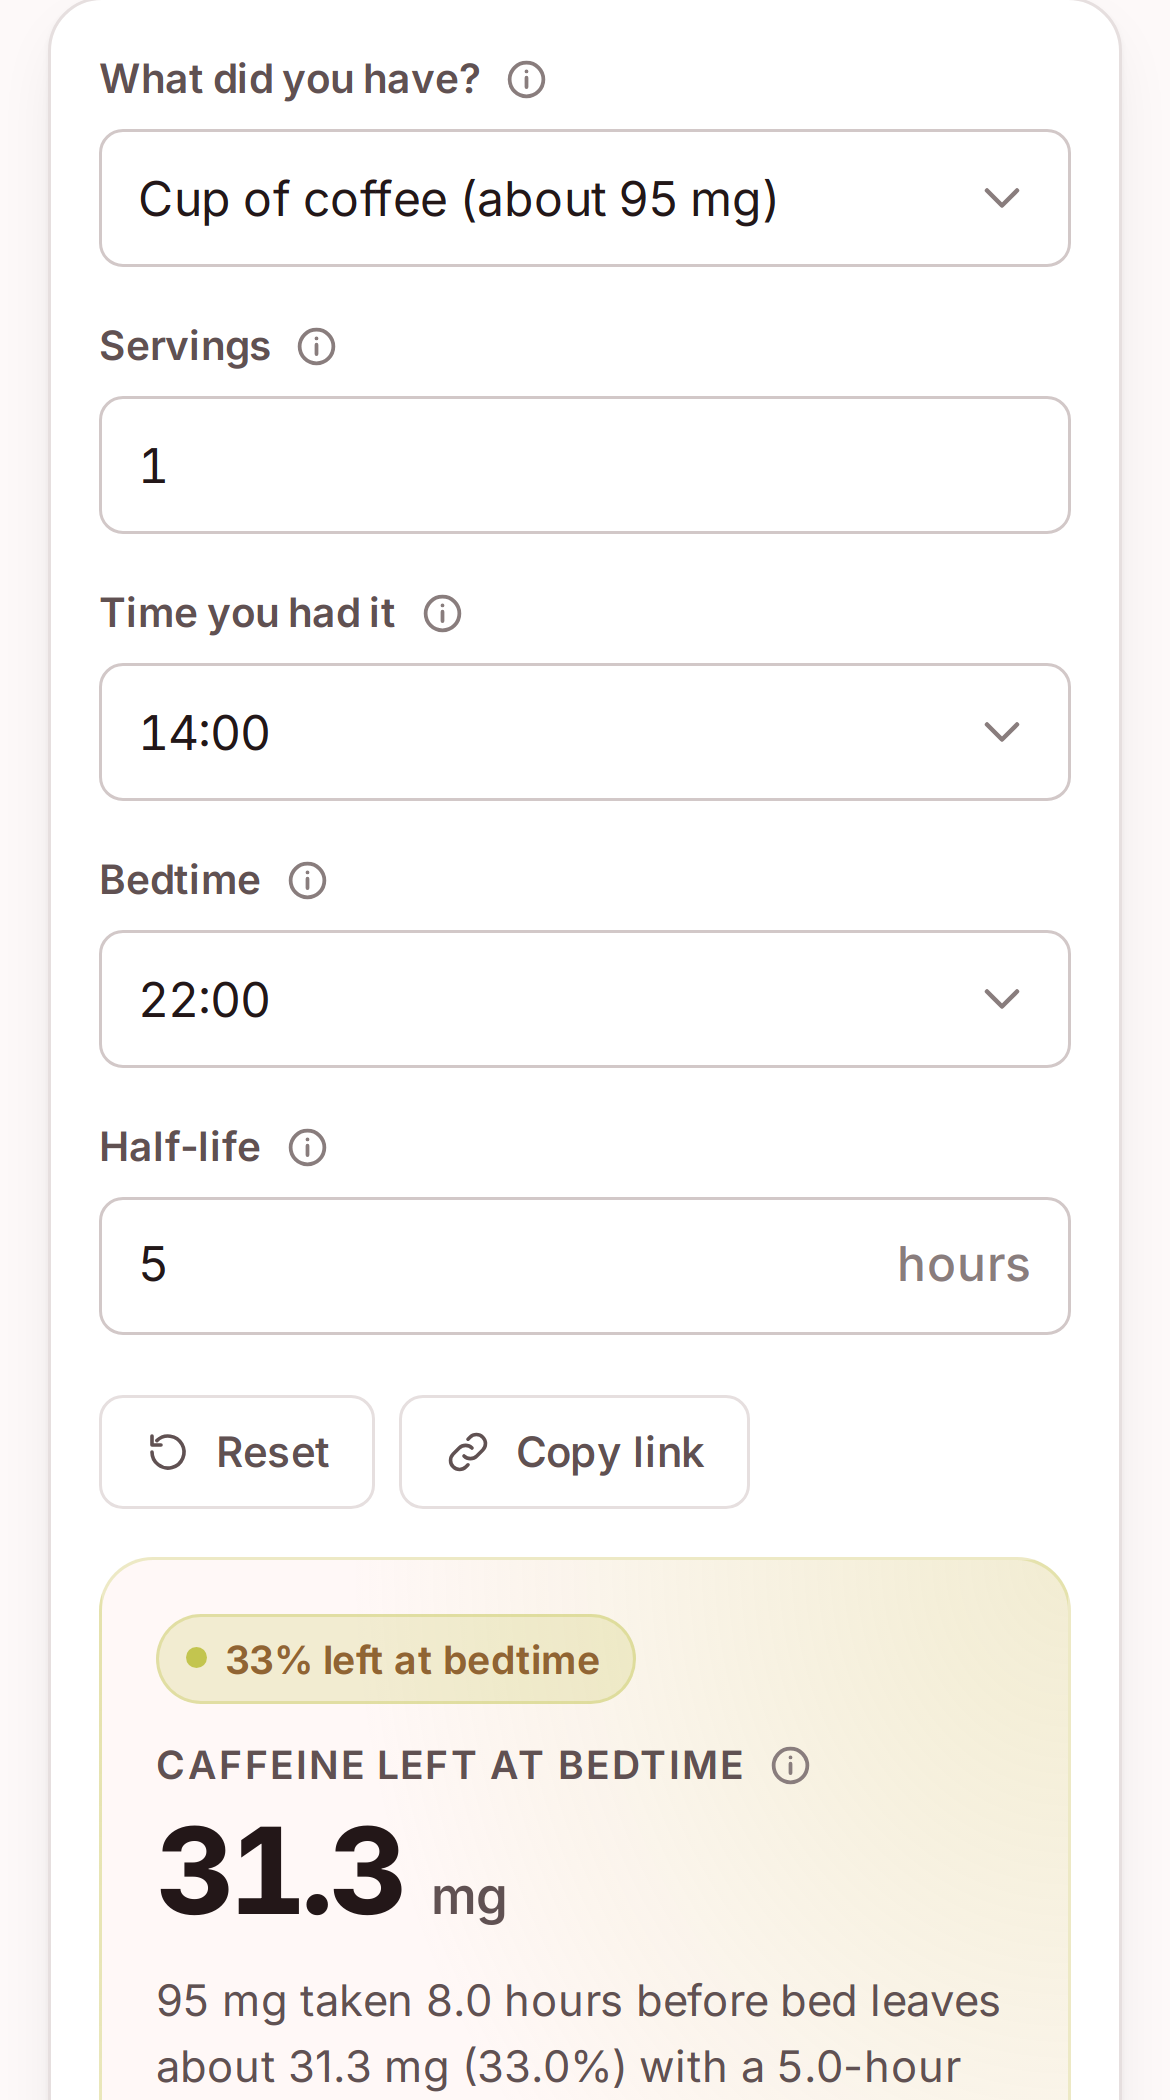 What did you have?
Cup of coffee (about 95 mg)
Servings
1
Time you had it
14:00
Bedtime
22:00
Half-life
5 hours
Reset Copy link
33% left at bedtime
CAFFEINE LEFT AT BEDTIME
31.3 mg
95 mg taken 8.0 hours before bed leaves
about 31.3 mg (33.0%) with a 5.0-hour